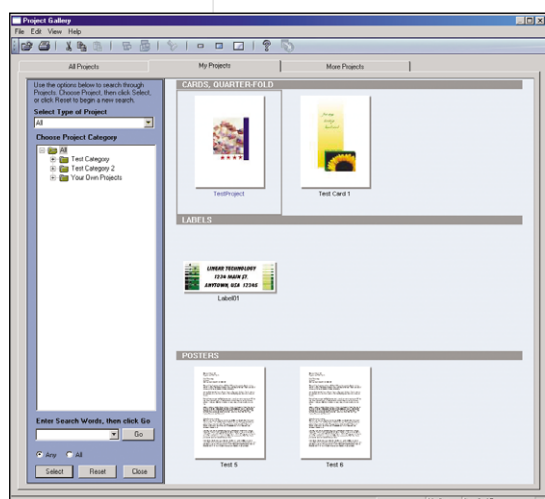 Project Gallery
File Edit View Help
All Projects
My Projects
More Projects
Use the options below to search through
Projects. Choose Project, then click Select,
or click Reset to begin a new search.
Select Type of Project
All
Choose Project Category
All
Test Category
Test Category 2
Your Own Projects
Enter Search Words, then click Go
Go
Any All
Select Reset Close
CARDS, QUARTER-FOLD
TestProject
Test Card 1
LABELS
LINEAR TECHNOLOGY
1234 MAIN ST.
ANYTOWN, USA 12345
Label01
POSTERS
Test 5
Test 6